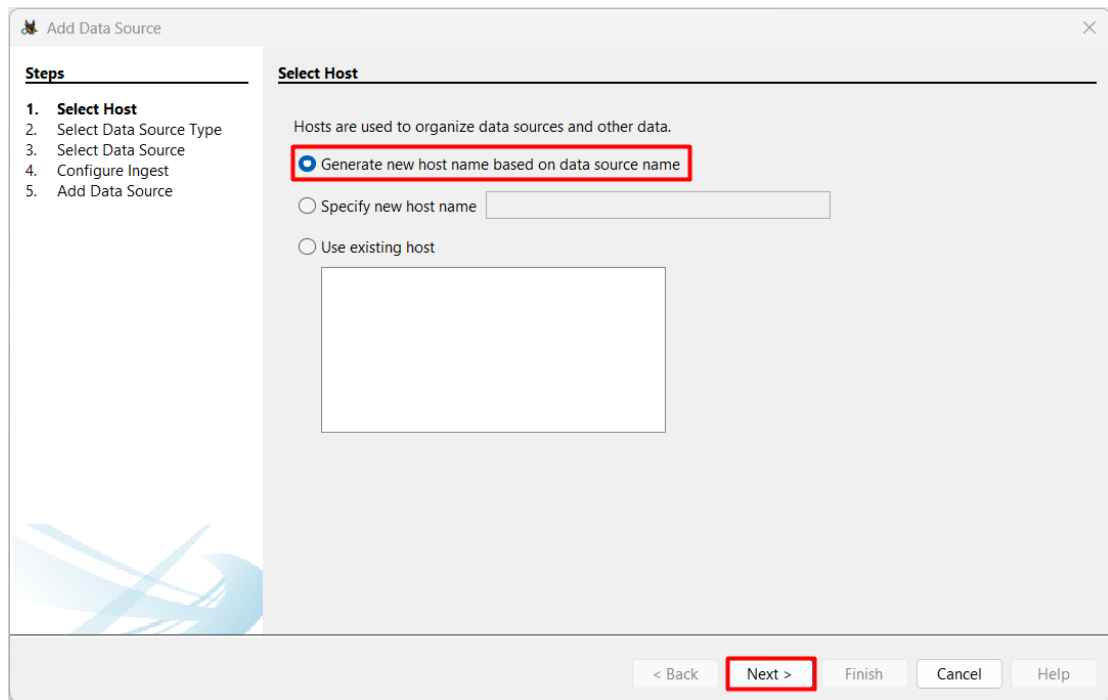 Add Data Source
Steps
1. Select Host
2. Select Data Source Type
3. Select Data Source
4. Configure Ingest
5. Add Data Source
Select Host
Hosts are used to organize data sources and other data.
Generate new host name based on data source name
Specify new host name
Use existing host
< Back
Next >
Finish
Cancel
Help